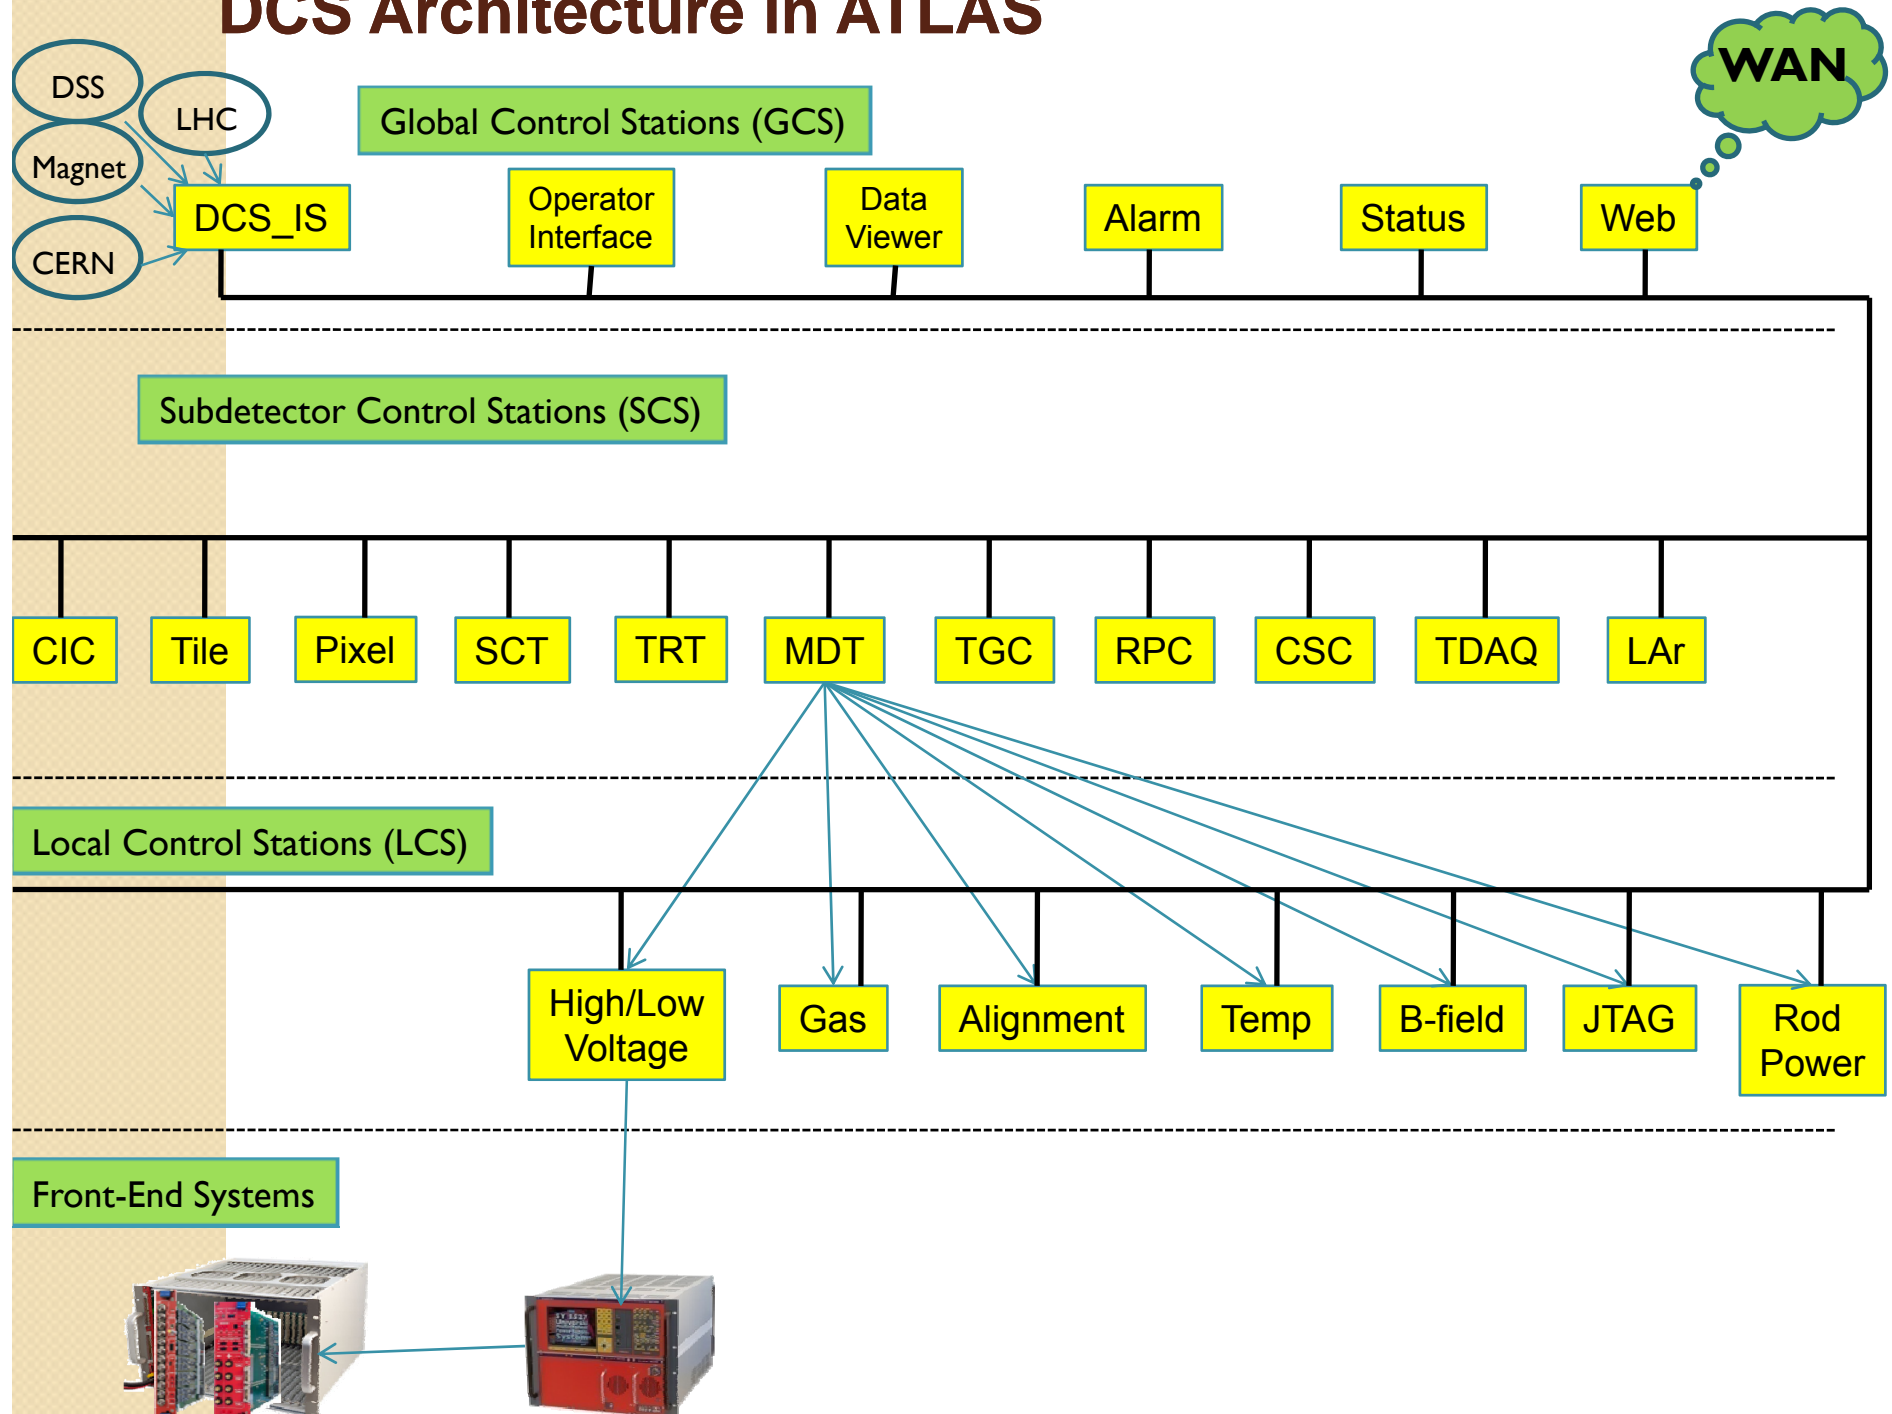 DCS Architecture in ATLAS
WAN
DSS
LHC
Global Control Stations (GCS)
Magnet
CERN
DCS_IS
Operator
Interface
Data
Viewer
Alarm
Status
Web
Subdetector Control Stations (SCS)
CIC
Tile
Pixel
SCT
TRT
MDT
TGC
RPC
CSC
TDAQ
LAr
Local Control Stations (LCS)
High/Low
Voltage
Gas
Alignment
Temp
B-field
JTAG
Rod
Power
Front-End Systems